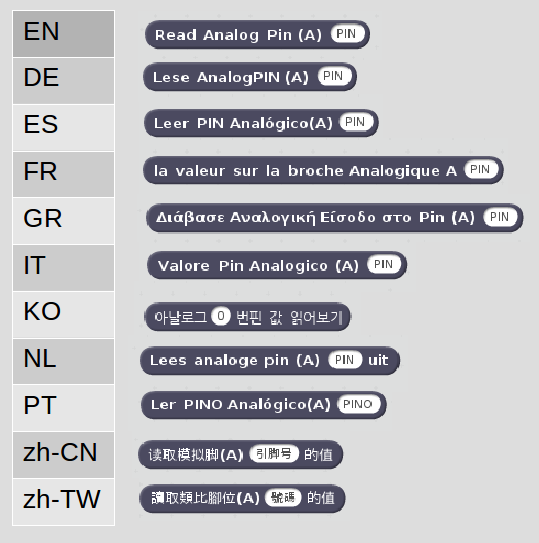 EN Read Analog Pin (A) PIN
DE Lese AnalogPIN (A) PIN
ES Leer PIN Analógico(A) PIN
FR la valeur sur la broche Analogique A PIN
GR Διάβασε Αναλογική Είσοδο στο Pin (A) PIN
IT Valore Pin Analogico (A) PIN
KO 아날로그 0 번핀 값 읽어보기
NL Lees analoge pin (A) PIN uit
PT Ler PINO Analógico(A) PINO
zh-CN 读取模拟脚(A) 引脚号 的值
zh-TW 讀取類比腳位(A) 號碼 的值